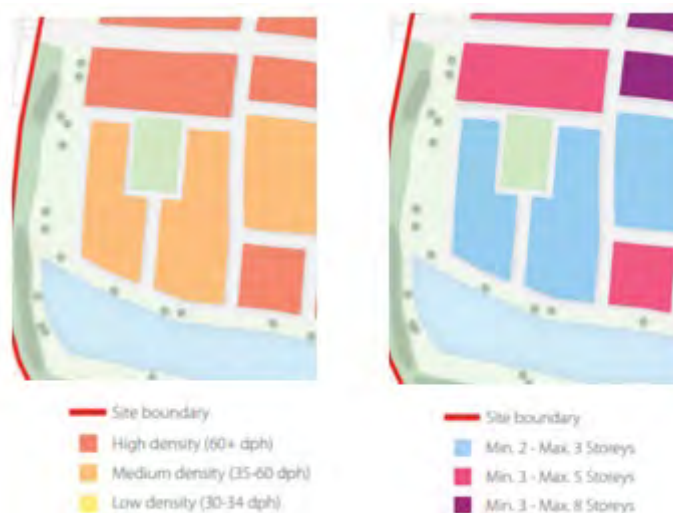 Site boundary
High density (60+ dph)
Medium density (35-60 dph)
Low density (30-34 dph)
Site boundary
Min. 2 - Max. 3 Storeys
Min. 3 - Max. 5 Storeys
Min. 3 - Max. 8 Storeys